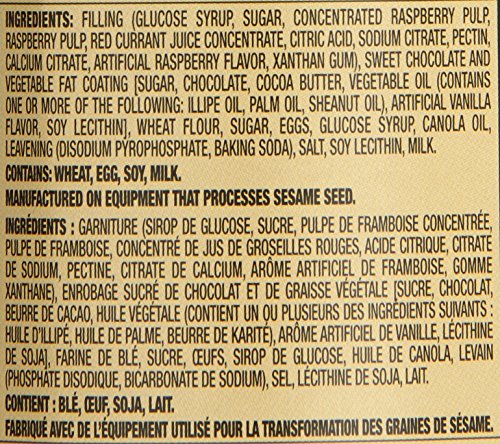 INGREDIENTS: FILLING (GLUCOSE SYRUP, SUGAR, CONCENTRATED RASPBERRY PULP,
RASPBERRY PULP, RED CURRANT JUICE CONCENTRATE, CITRIC ACID, SODIUM CITRATE, PECTIN,
CALCIUM CITRATE, ARTIFICIAL RASPBERRY FLAVOR, XANTHAN GUM), SWEET CHOCOLATE AND
VEGETABLE FAT COATING [SUGAR, CHOCOLATE, COCOA BUTTER, VEGETABLE OIL (CONTAINS
ONE OR MORE OF THE FOLLOWING: ILLIPE OIL, PALM OIL, SHEANUT OIL), ARTIFICIAL VANILLA
FLAVOR, SOY LECITHIN], WHEAT FLOUR, SUGAR, EGGS, GLUCOSE SYRUP, CANOLA OIL,
LEAVENING (DISODIUM PYROPHOSPHATE, BAKING SODA), SALT, SOY LECITHIN, MILK.
CONTAINS: WHEAT, EGG, SOY, MILK.
MANUFACTURED ON EQUIPMENT THAT PROCESSES SESAME SEED.
INGRÉDIENTS : GARNITURE (SIROP DE GLUCOSE, SUCRE, PULPE DE FRAMBOISE CONCENTRÉE,
PULPE DE FRAMBOISE, CONCENTRÉ DE JUS DE GROSEILLES ROUGES, ACIDE CITRIQUE, CITRATE
DE SODIUM, PECTINE, CITRATE DE CALCIUM, ARÔME ARTIFICIEL DE FRAMBOISE, GOMME
XANTHANE), ENROBAGE SUCRÉ DE CHOCOLAT ET DE GRAISSE VÉGÉTALE [SUCRE, CHOCOLAT,
BEURRE DE CACAO, HUILE VÉGÉTALE (CONTIENT UN OU PLUSIEURS DES INGRÉDIENTS SUIVANTS :
HUILE D'ILLIPÉ, HUILE DE PALME, BEURRE DE KARITÉ), ARÔME ARTIFICIEL DE VANILLE, LÉCITHINE
DE SOJA], FARINE DE BLÉ, SUCRE, ŒUFS, SIROP DE GLUCOSE, HUILE DE CANOLA, LEVAIN
(PHOSPHATE DISODIQUE, BICARBONATE DE SODIUM), SEL, LÉCITHINE DE SOJA, LAIT.
CONTIENT : BLÉ, ŒUF, SOJA, LAIT.
FABRIQUÉ AVEC DE L'ÉQUIPEMENT UTILISÉ POUR LA TRANSFORMATION DES GRAINES DE SÉSAME.